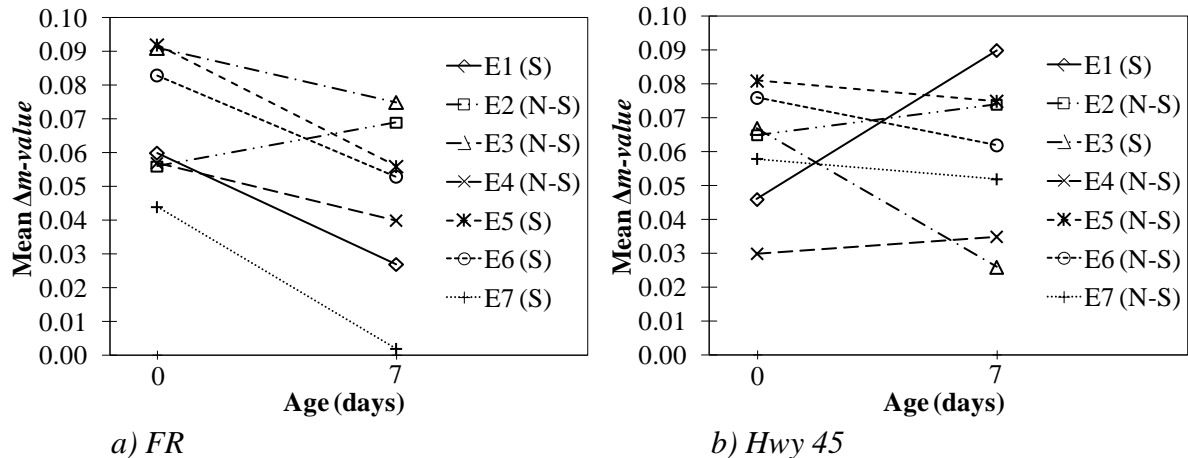 0.10
0.09
0.08
0.07
0.06
0.05
0.04
0.03
0.02
0.01
0.00
Mean Δm-value
0 7
Age (days)
E1 (S)
E2 (N-S)
E3 (N-S)
E4 (N-S)
E5 (S)
E6 (S)
E7 (S)
a) FR
0.10
0.09
0.08
0.07
0.06
0.05
0.04
0.03
0.02
0.01
0.00
Mean Δm-value
0 7
Age (days)
E1 (S)
E2 (N-S)
E3 (S)
E4 (N-S)
E5 (N-S)
E6 (N-S)
E7 (N-S)
b) Hwy 45